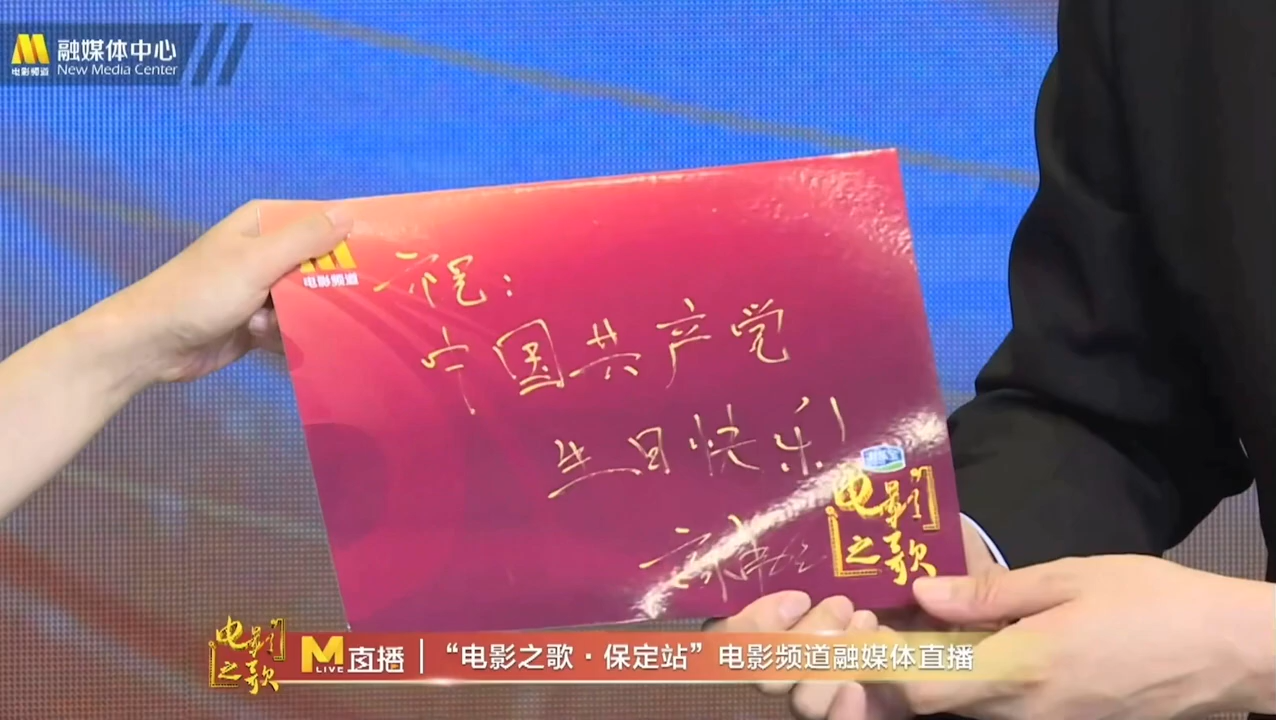 融媒体中心
电影频道 New Media Center
电影频道
祝：
中国共产党
生日快乐！
电影
之歌
电影
之歌
M LIVE 直播 “电影之歌·保定站”电影频道融媒体直播